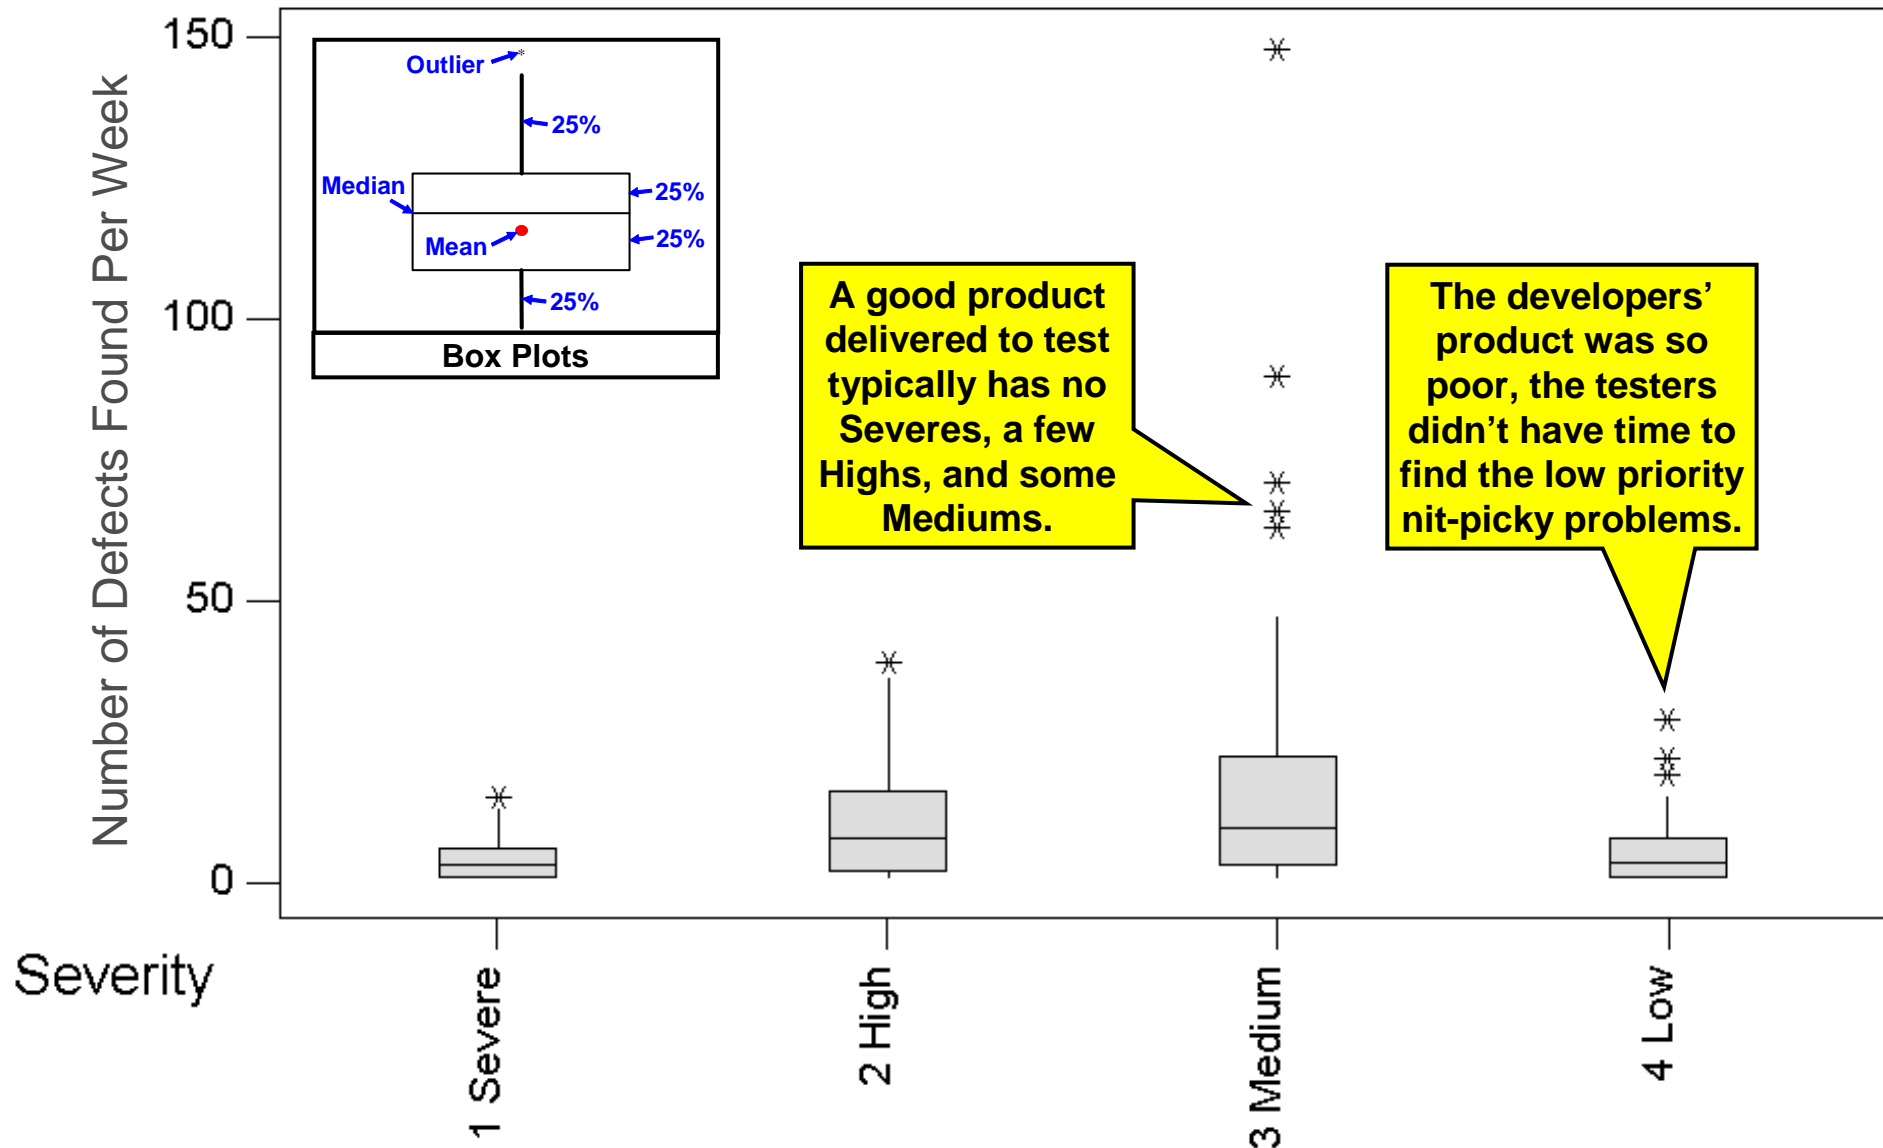 Number of Defects Found Per Week
150
100
50
0
Outlier
25%
Median
25%
Mean
25%
25%
Box Plots
A good product
delivered to test
typically has no
Severes, a few
Highs, and some
Mediums.
The developers’
product was so
poor, the testers
didn’t have time to
find the low priority
nit-picky problems.
Severity
1 Severe
2 High
3 Medium
4 Low